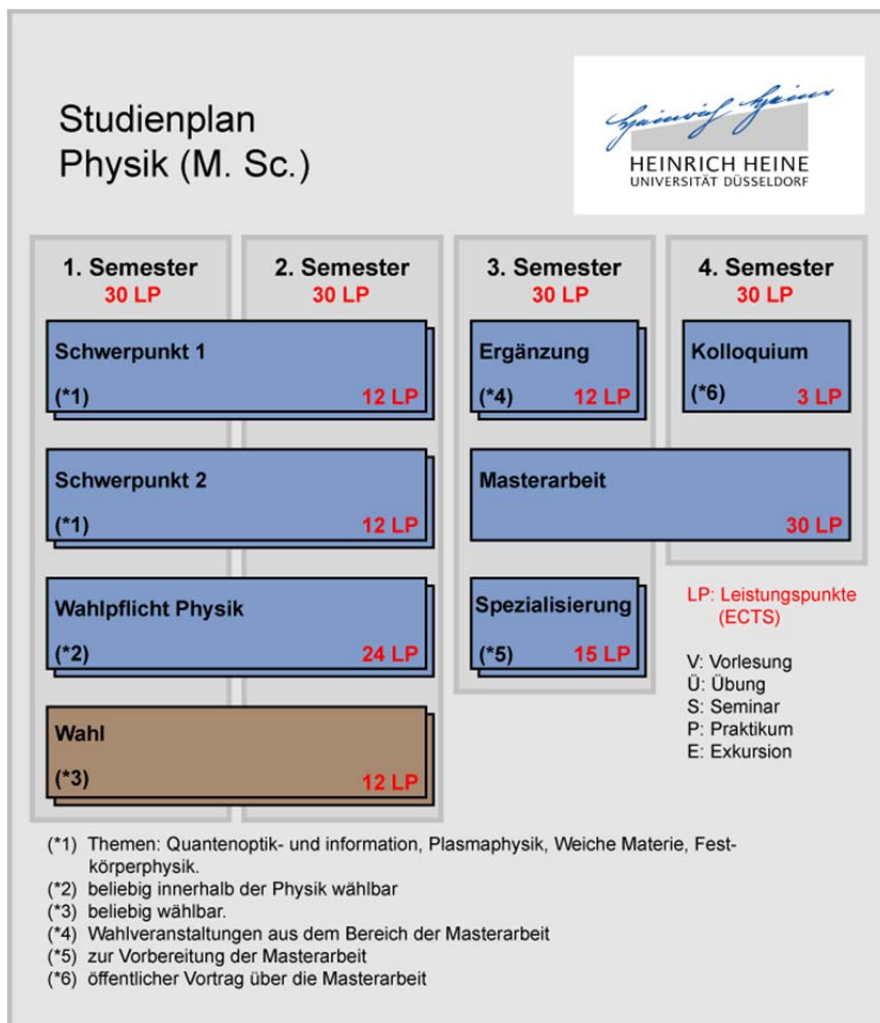 Studienplan
Physik (M. Sc.)
Heinrich Heine
HEINRICH HEINE
UNIVERSITÄT DÜSSELDORF
1. Semester
30 LP
2. Semester
30 LP
3. Semester
30 LP
4. Semester
30 LP
Schwerpunkt 1
(*1) 12 LP
Ergänzung
(*4) 12 LP
Kolloquium
(*6) 3 LP
Schwerpunkt 2
(*1) 12 LP
Masterarbeit
30 LP
Wahlpflicht Physik
(*2) 24 LP
Spezialisierung
(*5) 15 LP
Wahl
(*3) 12 LP
LP: Leistungspunkte
(ECTS)
V: Vorlesung
Ü: Übung
S: Seminar
P: Praktikum
E: Exkursion
(*1) Themen: Quantenoptik- und information, Plasmaphysik, Weiche Materie, Fest-
körperphysik.
(*2) beliebig innerhalb der Physik wählbar
(*3) beliebig wählbar.
(*4) Wahlveranstaltungen aus dem Bereich der Masterarbeit
(*5) zur Vorbereitung der Masterarbeit
(*6) öffentlicher Vortrag über die Masterarbeit